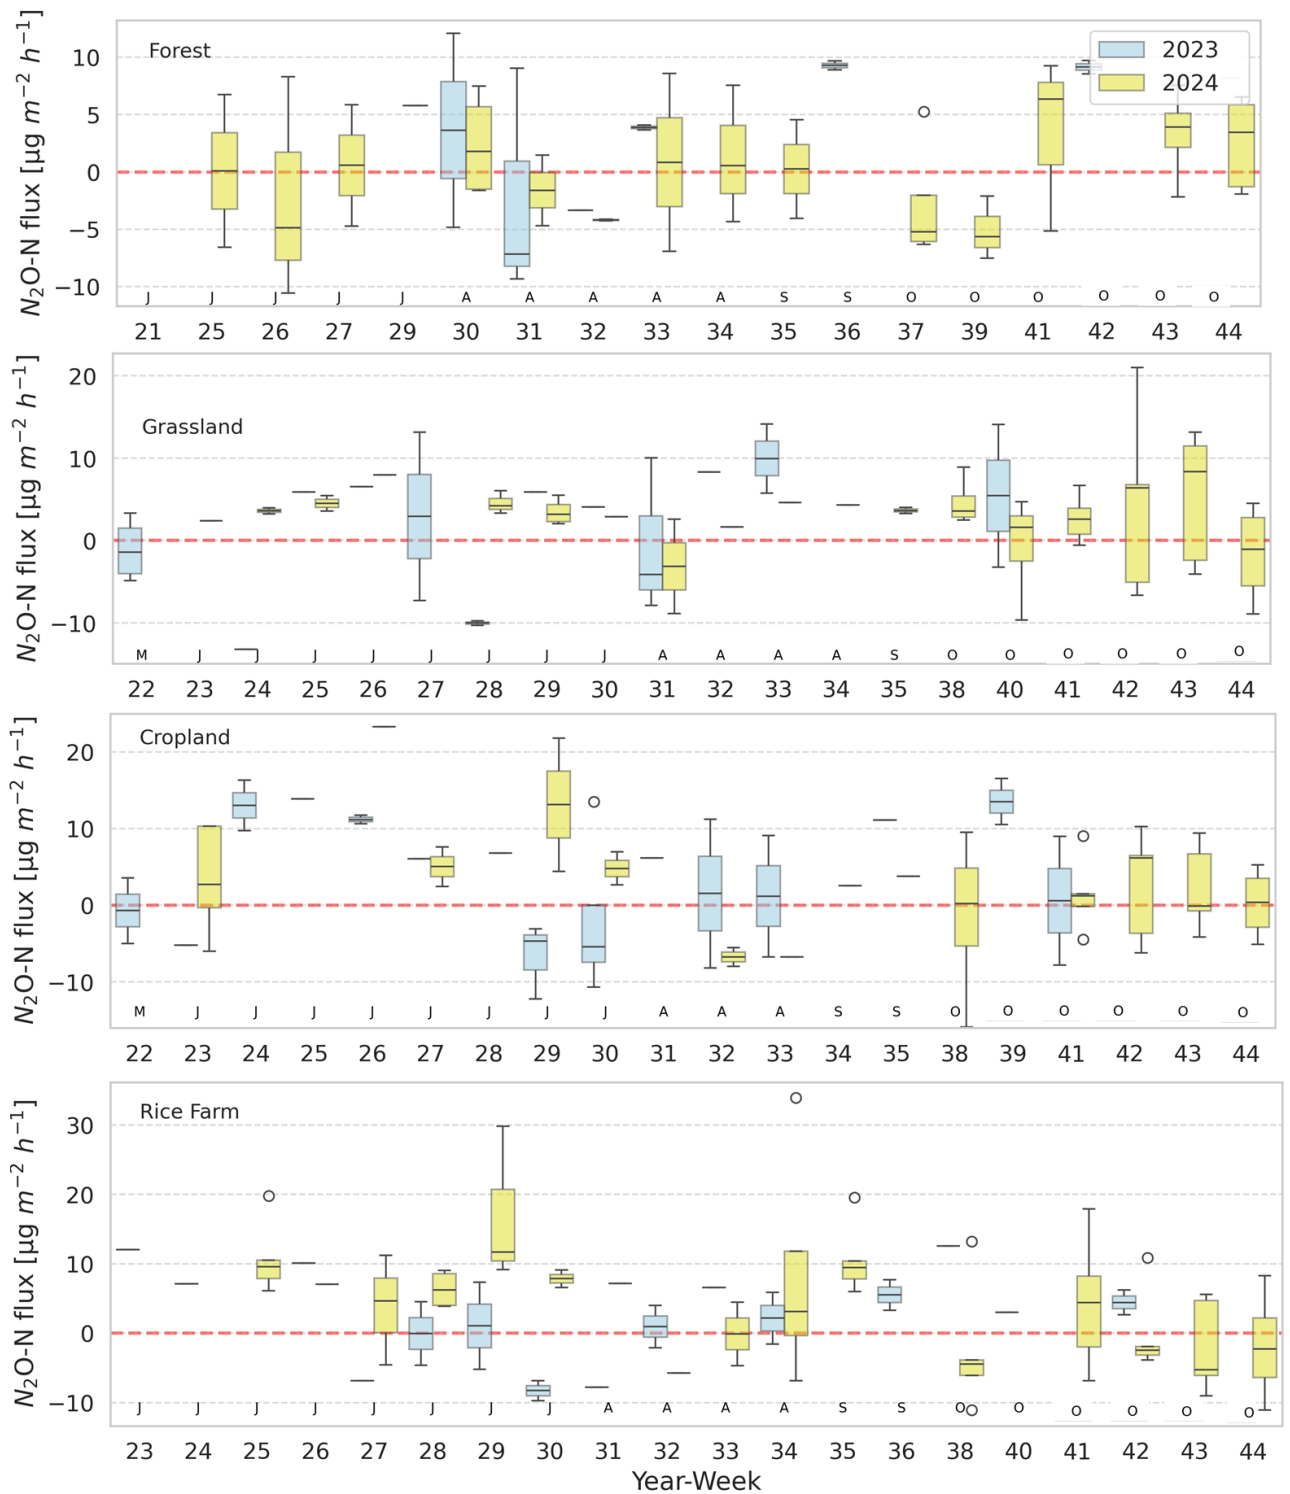 N₂O-N flux [µg m⁻² h⁻¹]
Forest
2023
2024
10
5
0
−5
−10
J J J J J A A A A A S S O O O O O O
21 25 26 27 29 30 31 32 33 34 35 36 37 39 41 42 43 44
N₂O-N flux [µg m⁻² h⁻¹]
Grassland
20
10
0
−10
M J J J J J J J J A A A A S O O O O O O
22 23 24 25 26 27 28 29 30 31 32 33 34 35 38 40 41 42 43 44
N₂O-N flux [µg m⁻² h⁻¹]
Cropland
20
10
0
−10
M J J J J J J J J A A A S S O O O O O O
22 23 24 25 26 27 28 29 30 31 32 33 34 35 38 39 41 42 43 44
N₂O-N flux [µg m⁻² h⁻¹]
Rice Farm
30
20
10
0
−10
J J J J J J J J A A A A S S O O O O O O
23 24 25 26 27 28 29 30 31 32 33 34 35 36 38 40 41 42 43 44
Year-Week